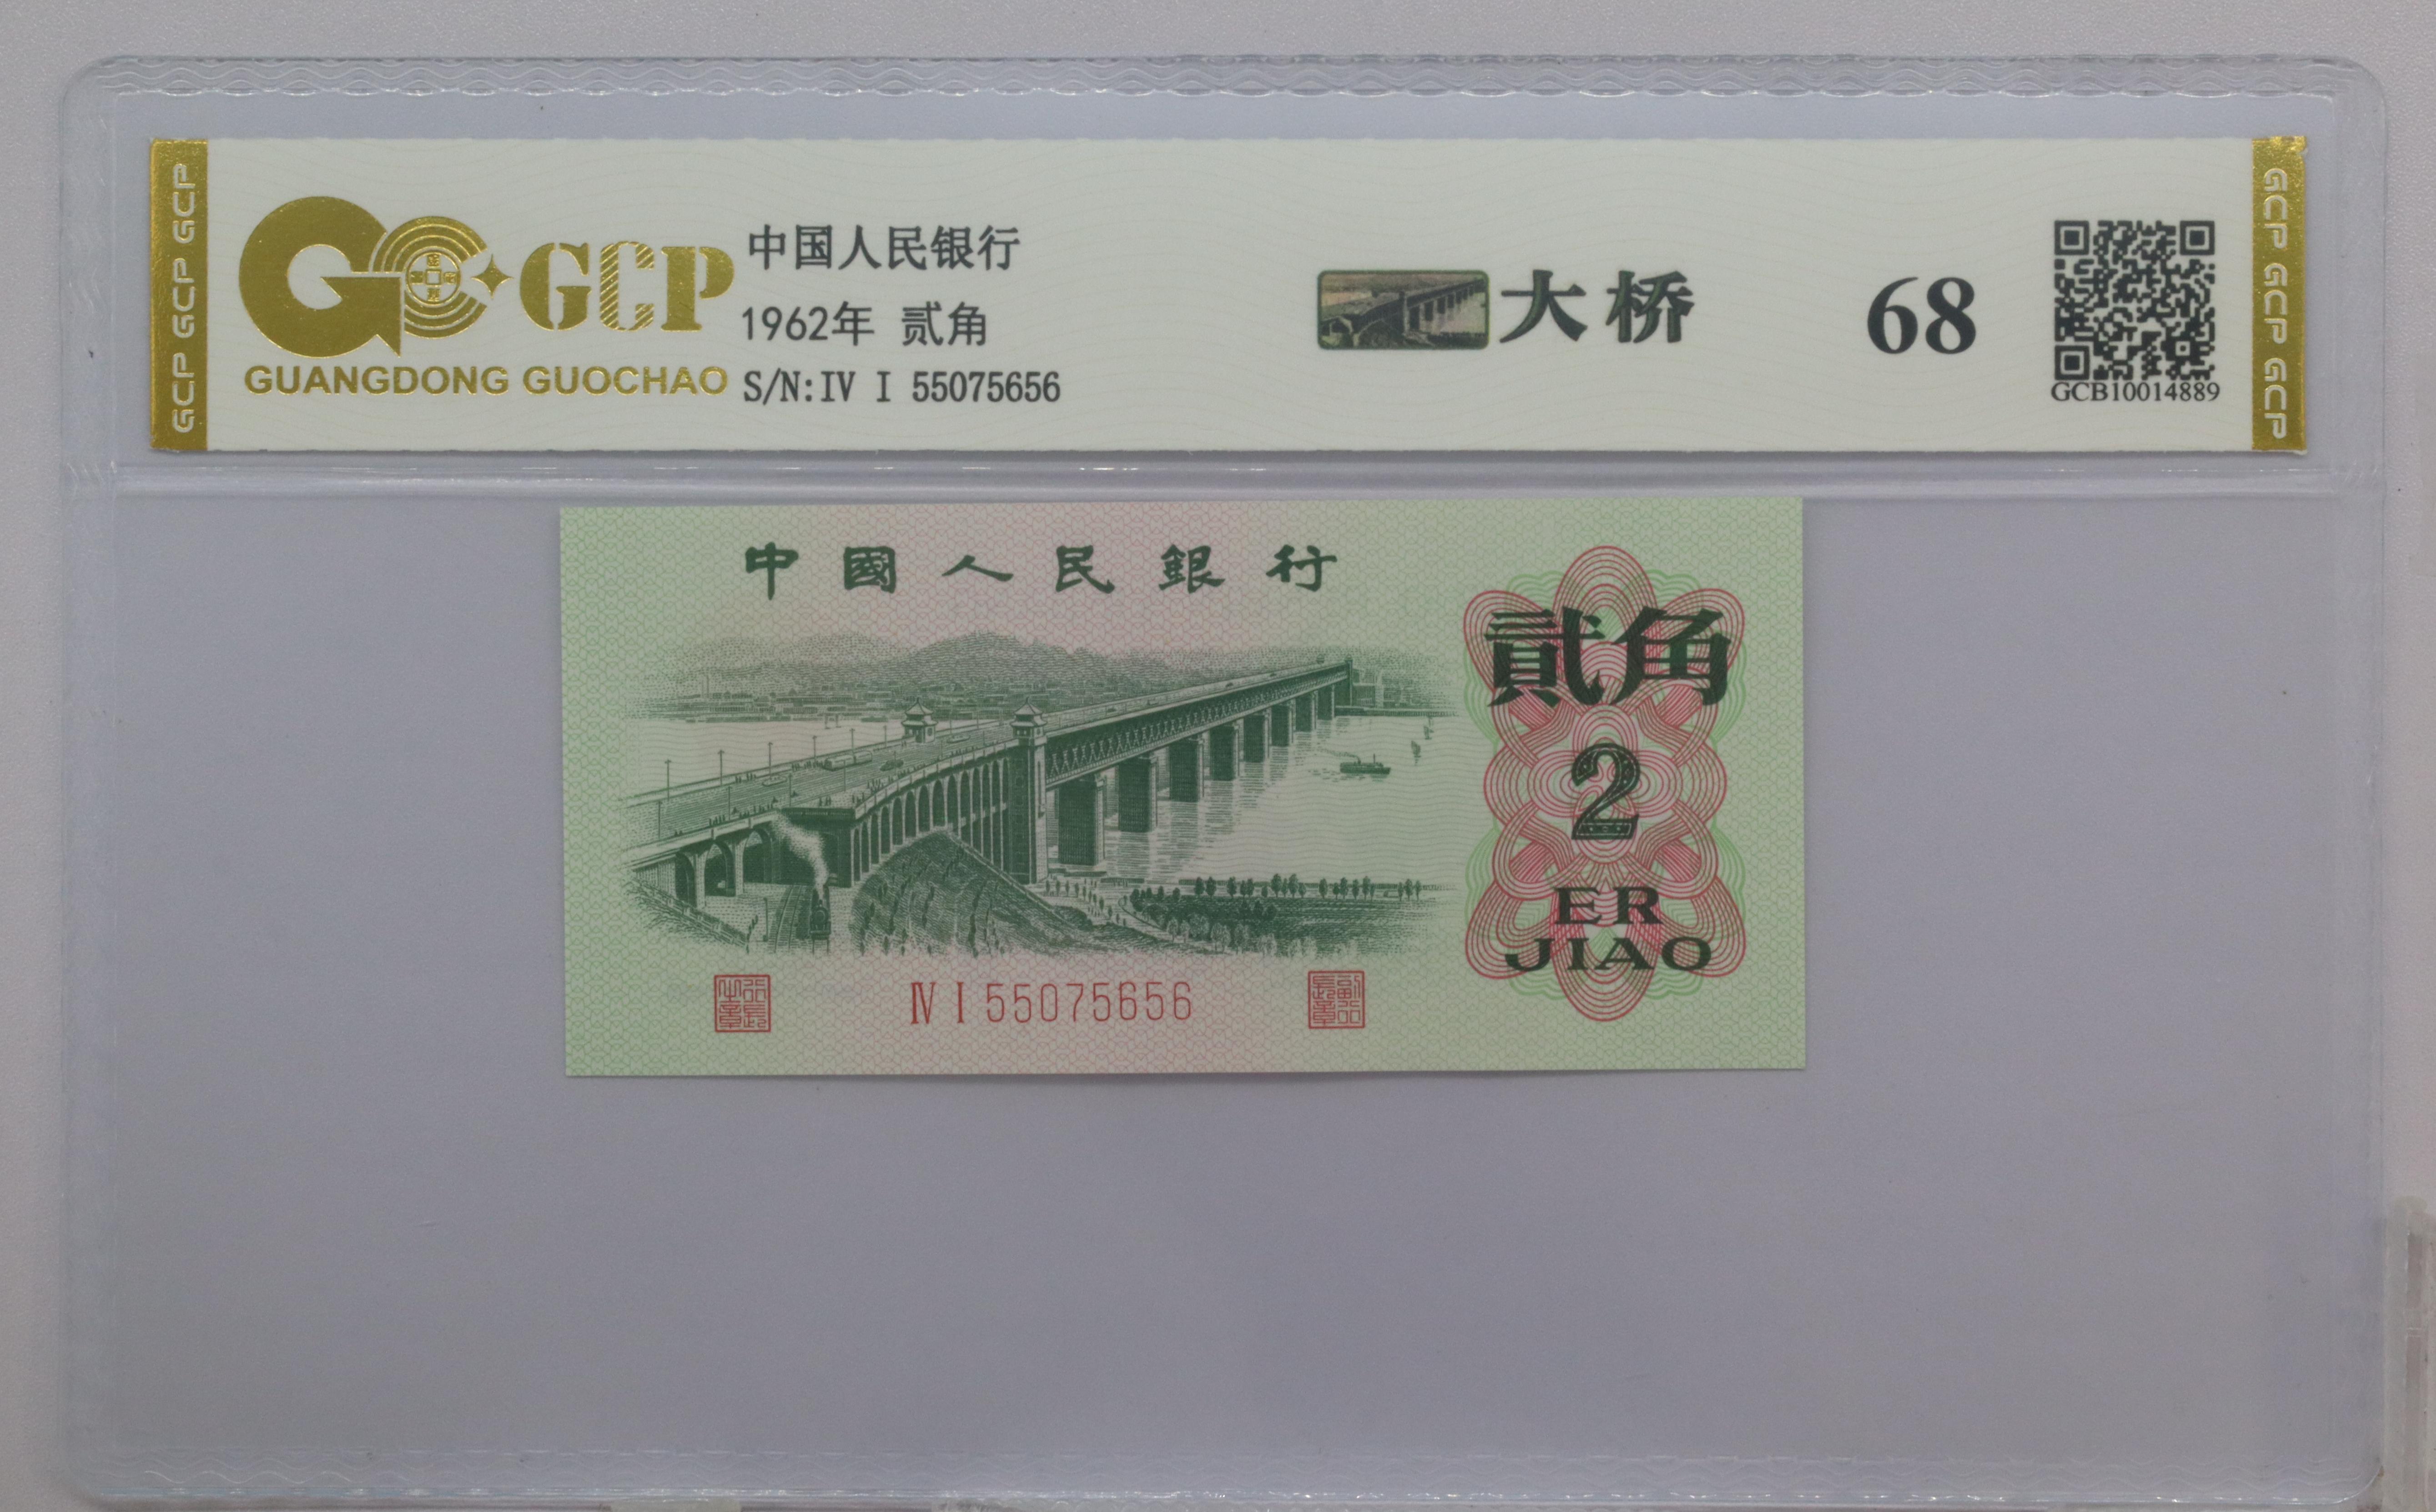 GCP GCP GCP
GCP
GUANGDONG GUOCHAO
中国人民银行
1962年 贰角
S/N:IV I 55075656
大桥
68
GCB10014889
GCP GCP GCP
中國人民銀行
貳角
2
ER
JIAO
IV I 55075656